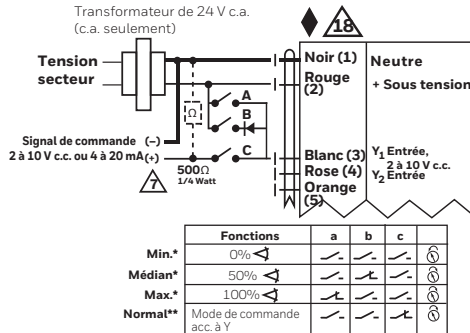 Transformateur de 24 V c.a.
(c.a. seulement)
18
Tension
secteur
Noir (1)
Neutre
Rouge
(2)
+ Sous tension
A
B
C
Ω
Signal de commande (–)
2 à 10 V c.c. ou 4 à 20 mA (+)
7
500Ω
1/4 Watt
Blanc (3)
Rose (4)
Orange
(5)
Y1 Entrée,
2 à 10 V c.c.
Y2 Entrée
Fonctions a b c
Min.* 0%
Médian* 50%
Max.* 100%
Normal** Mode de commande
acc. à Y